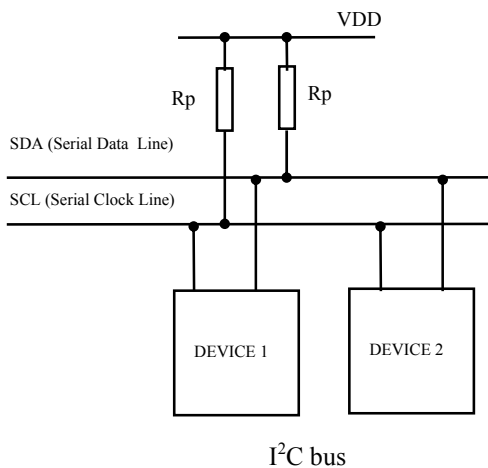 VDD
Rp
Rp
SDA (Serial Data Line)
SCL (Serial Clock Line)
DEVICE 1
DEVICE 2
I²C bus